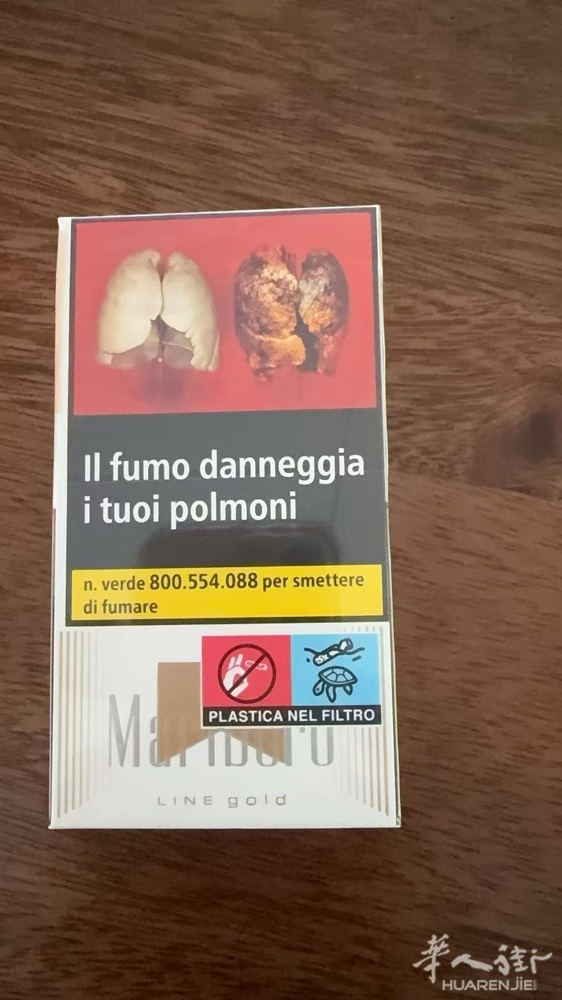 Il fumo danneggia
i tuoi polmoni
n. verde 800.554.088 per smettere
di fumare
PLASTICA NEL FILTRO
Marlboro
LINE gold
華人街
HUARENJIE